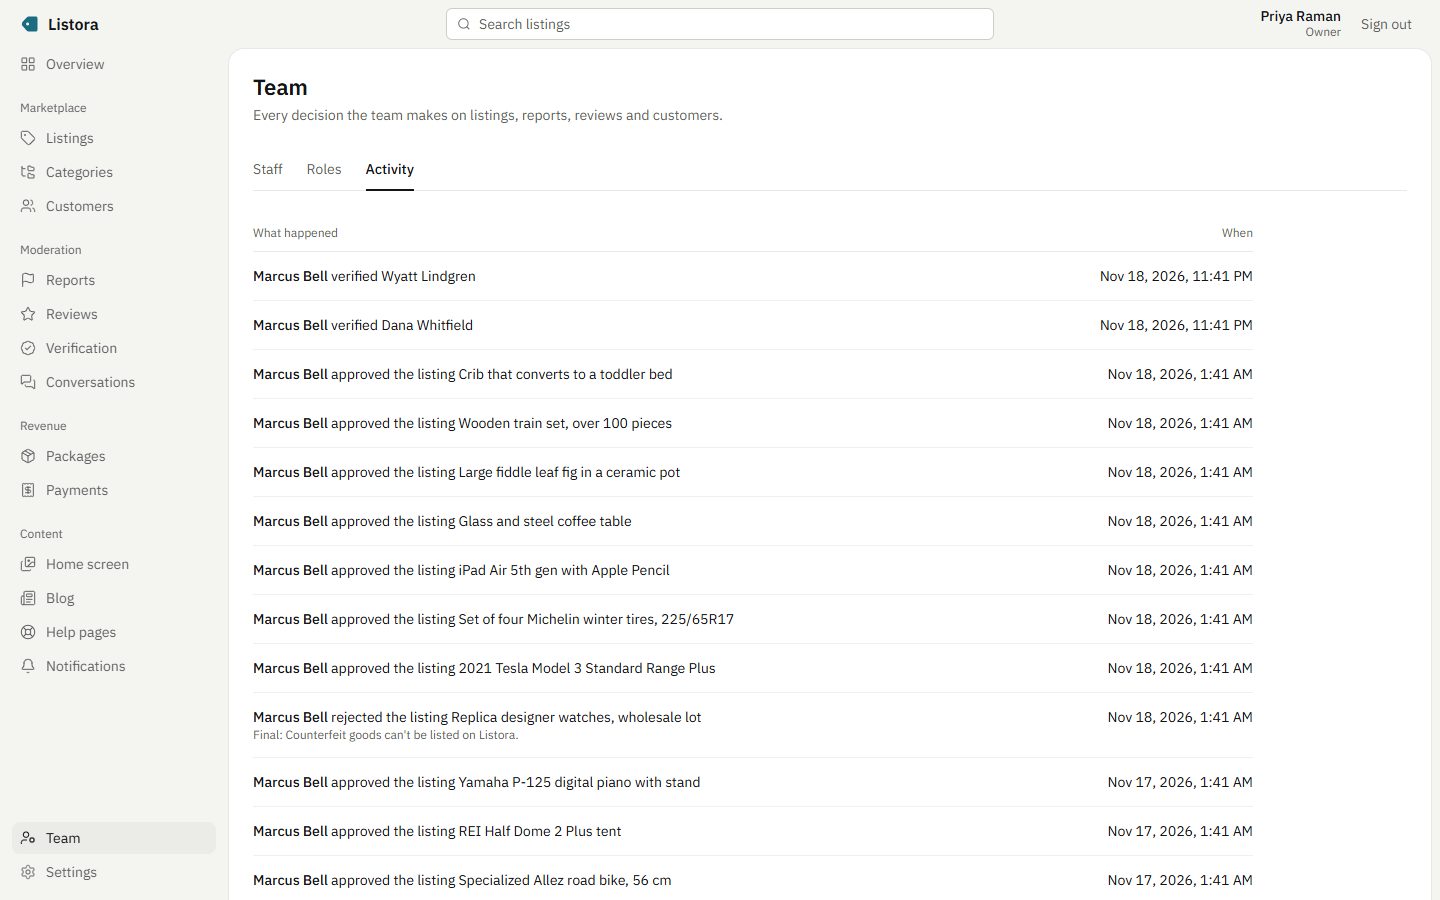 Listora
Search listings
Priya Raman
Owner
Sign out
Overview
Marketplace
Listings
Categories
Customers
Moderation
Reports
Reviews
Verification
Conversations
Revenue
Packages
Payments
Content
Home screen
Blog
Help pages
Notifications
Team
Settings
Team
Every decision the team makes on listings, reports, reviews and customers.
Staff Roles Activity
What happened When
Marcus Bell verified Wyatt Lindgren Nov 18, 2026, 11:41 PM
Marcus Bell verified Dana Whitfield Nov 18, 2026, 11:41 PM
Marcus Bell approved the listing Crib that converts to a toddler bed Nov 18, 2026, 1:41 AM
Marcus Bell approved the listing Wooden train set, over 100 pieces Nov 18, 2026, 1:41 AM
Marcus Bell approved the listing Large fiddle leaf fig in a ceramic pot Nov 18, 2026, 1:41 AM
Marcus Bell approved the listing Glass and steel coffee table Nov 18, 2026, 1:41 AM
Marcus Bell approved the listing iPad Air 5th gen with Apple Pencil Nov 18, 2026, 1:41 AM
Marcus Bell approved the listing Set of four Michelin winter tires, 225/65R17 Nov 18, 2026, 1:41 AM
Marcus Bell approved the listing 2021 Tesla Model 3 Standard Range Plus Nov 18, 2026, 1:41 AM
Marcus Bell rejected the listing Replica designer watches, wholesale lot Nov 18, 2026, 1:41 AM
Final: Counterfeit goods can't be listed on Listora.
Marcus Bell approved the listing Yamaha P-125 digital piano with stand Nov 17, 2026, 1:41 AM
Marcus Bell approved the listing REI Half Dome 2 Plus tent Nov 17, 2026, 1:41 AM
Marcus Bell approved the listing Specialized Allez road bike, 56 cm Nov 17, 2026, 1:41 AM